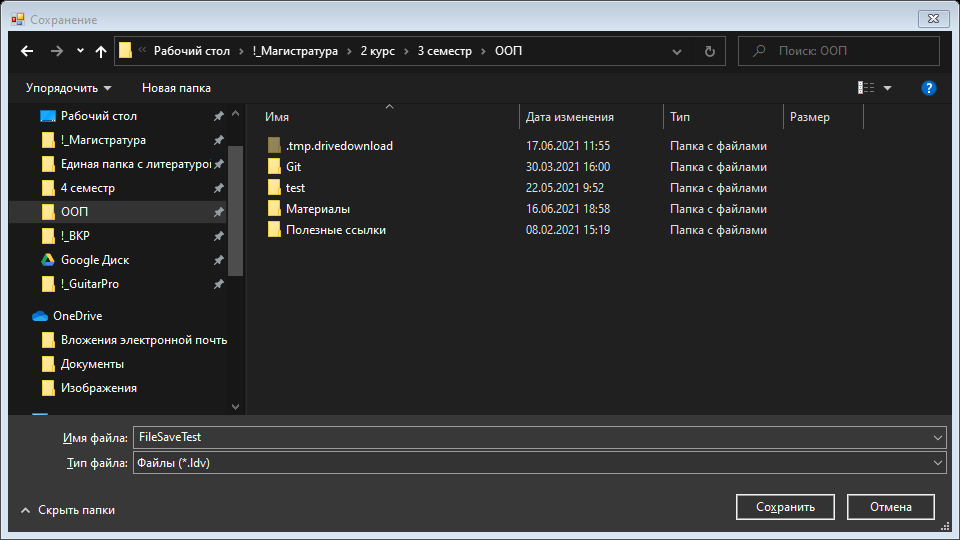 Сохранение
« Рабочий стол › !_Магистратура › 2 курс › 3 семестр › ООП
Поиск: ООП
Упорядочить Новая папка
Рабочий стол
!_Магистратура
Единая папка с литературо
4 семестр
ООП
!_ВКР
Google Диск
!_GuitarPro
OneDrive
Вложения электронной почты
Документы
Изображения
Имя Дата изменения Тип Размер
.tmp.drivedownload 17.06.2021 11:55 Папка с файлами
Git 30.03.2021 16:00 Папка с файлами
test 22.05.2021 9:52 Папка с файлами
Материалы 16.06.2021 18:58 Папка с файлами
Полезные ссылки 08.02.2021 15:19 Папка с файлами
Имя файла: FileSaveTest
Тип файла: Файлы (*.ldv)
Скрыть папки
Сохранить
Отмена